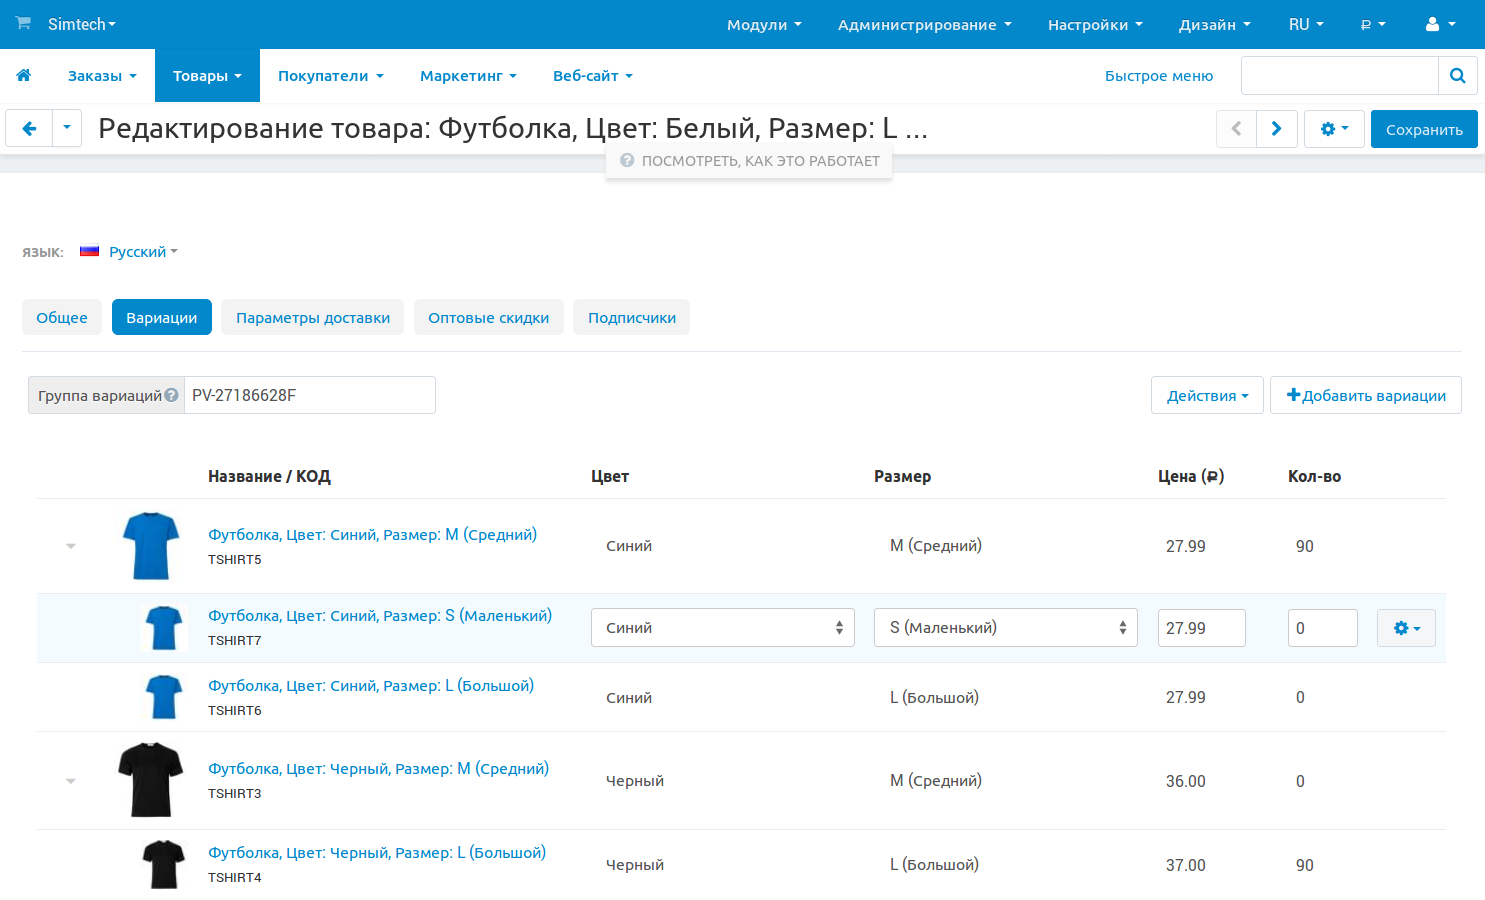 Simtech Модули Администрирование Настройки Дизайн RU ₽
Заказы Товары Покупатели Маркетинг Веб-сайт Быстрое меню
Редактирование товара: Футболка, Цвет: Белый, Размер: L ... Сохранить
ПОСМОТРЕТЬ, КАК ЭТО РАБОТАЕТ
ЯЗЫК: Русский
Общее Вариации Параметры доставки Оптовые скидки Подписчики
Группа вариаций PV-27186628F Действия Добавить вариации
Название / КОД Цвет Размер Цена (₽) Кол-во
Футболка, Цвет: Синий, Размер: M (Средний)
TSHIRT5
Синий M (Средний) 27.99 90
Футболка, Цвет: Синий, Размер: S (Маленький)
TSHIRT7
Синий S (Маленький) 27.99 0
Футболка, Цвет: Синий, Размер: L (Большой)
TSHIRT6
Синий L (Большой) 27.99 0
Футболка, Цвет: Черный, Размер: M (Средний)
TSHIRT3
Черный M (Средний) 36.00 0
Футболка, Цвет: Черный, Размер: L (Большой)
TSHIRT4
Черный L (Большой) 37.00 90